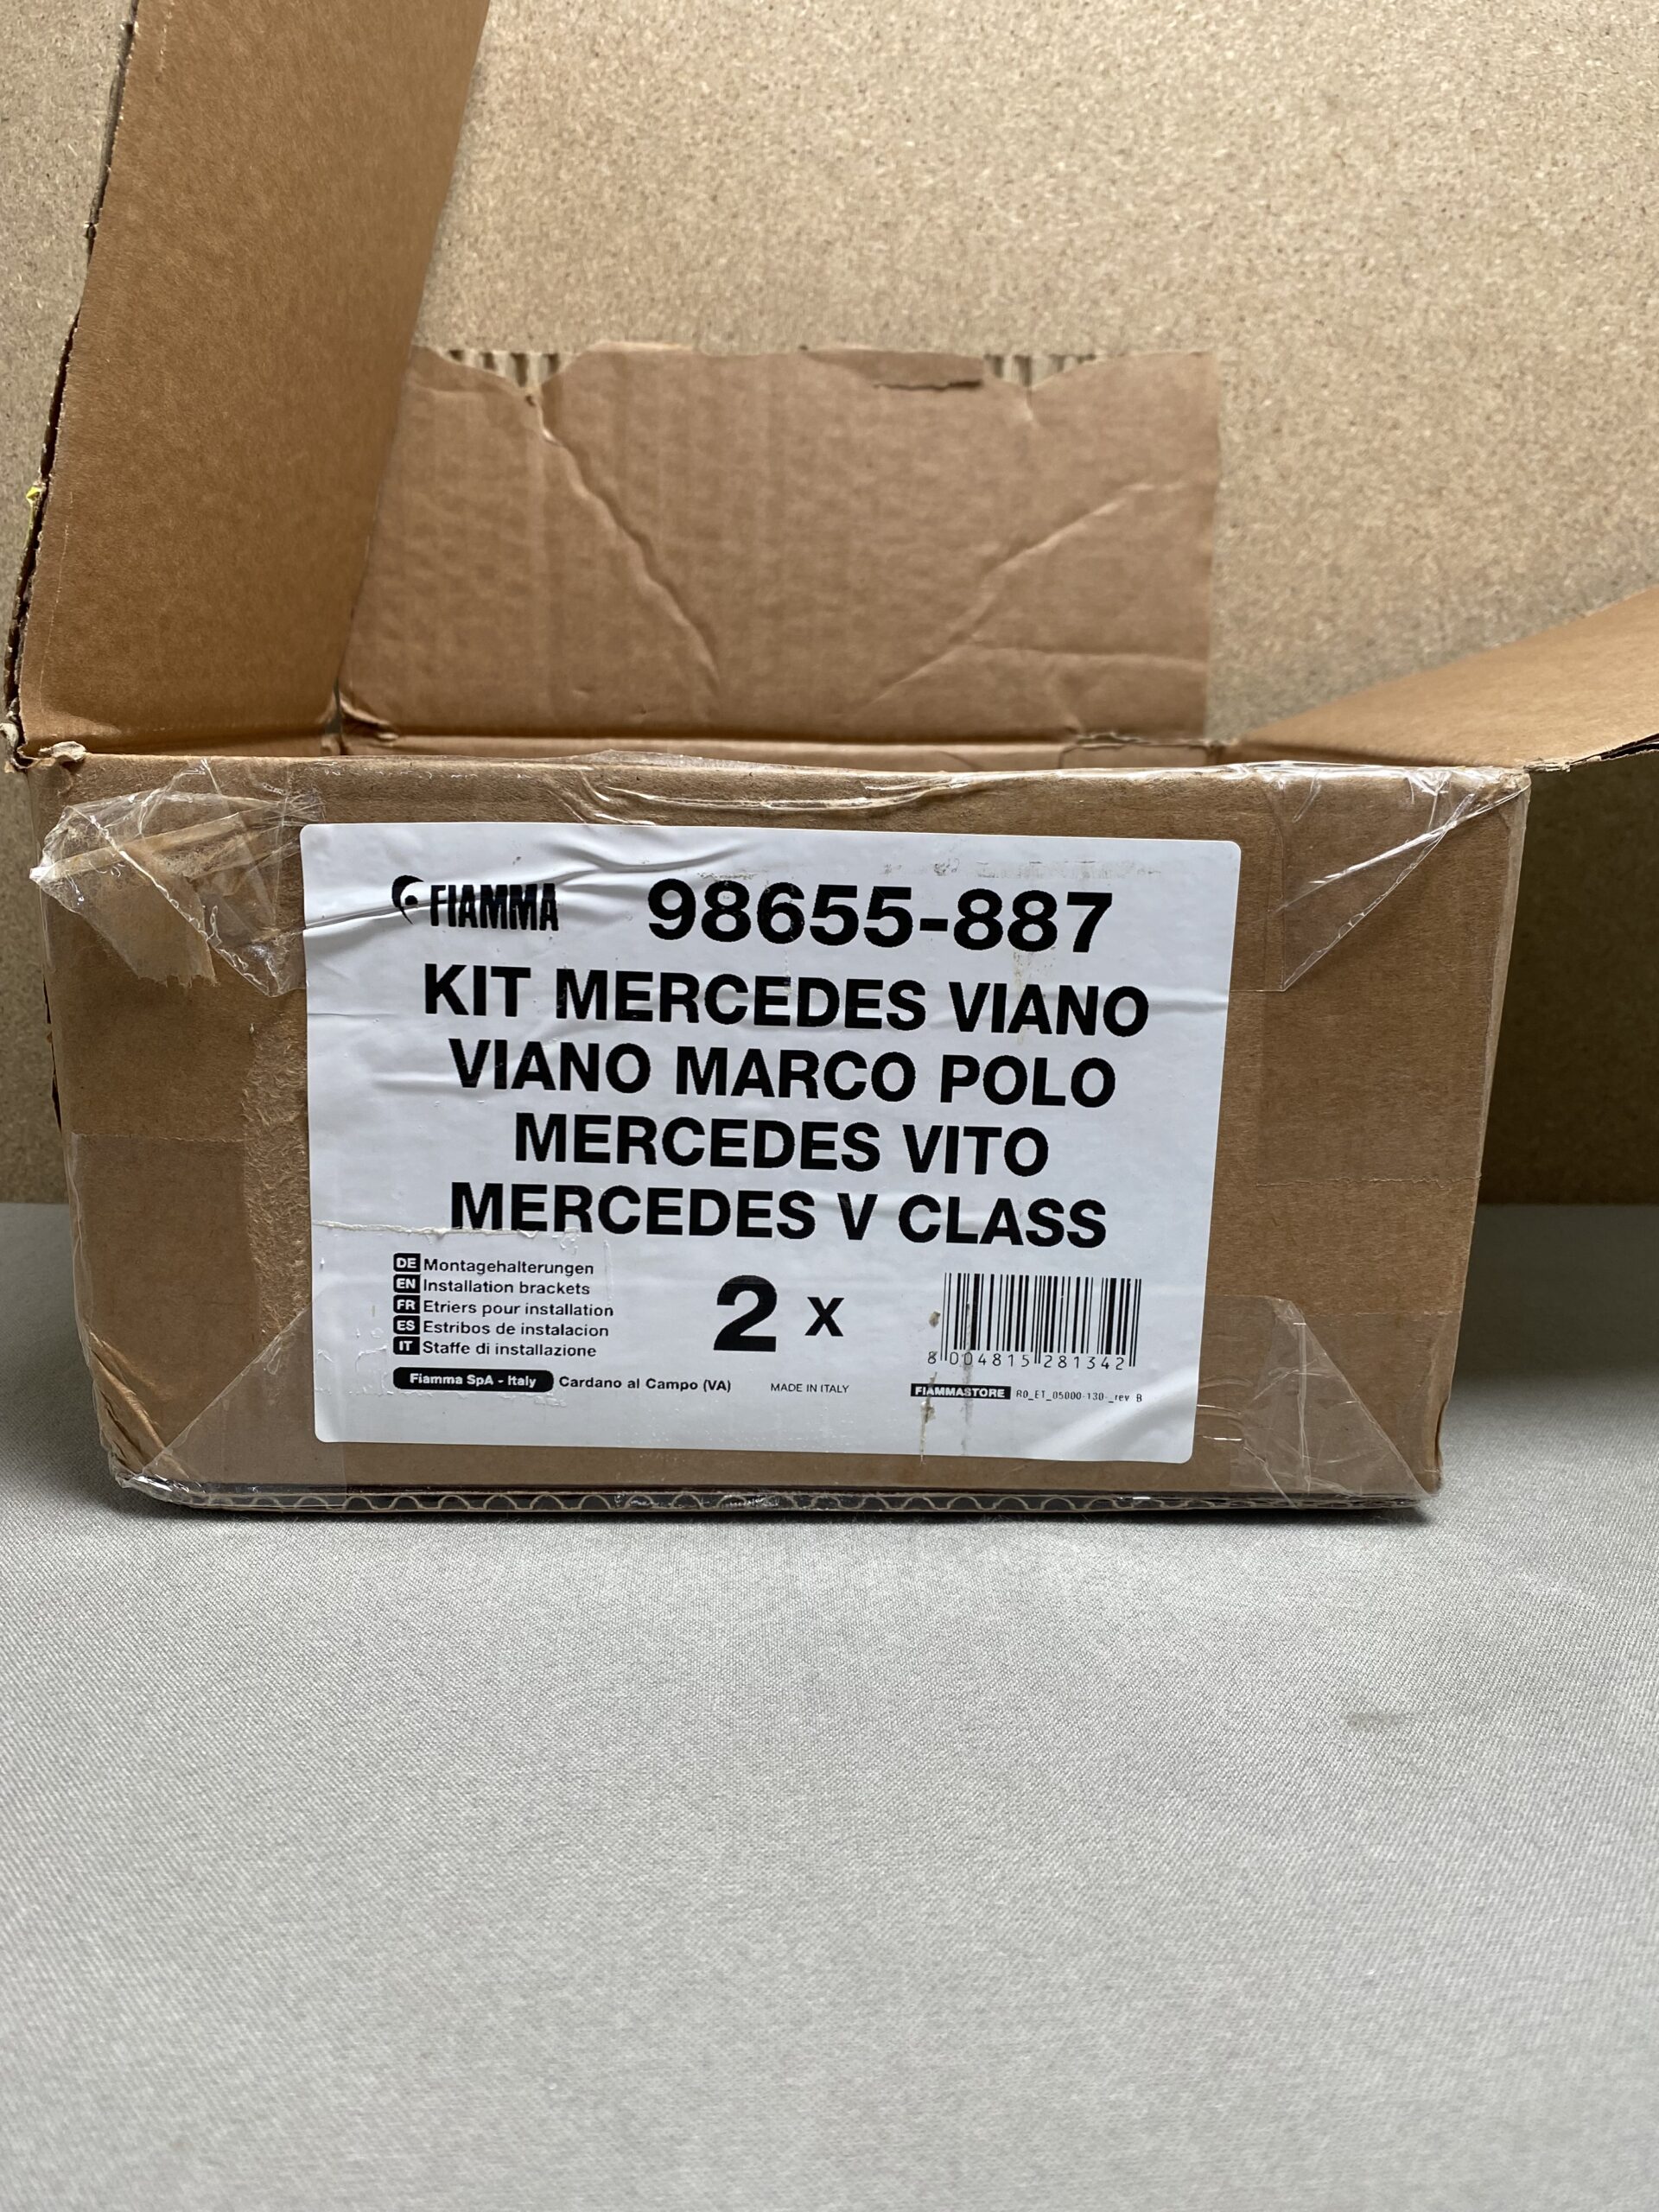 FIAMMA 98655-887
KIT MERCEDES VIANO
VIANO MARCO POLO
MERCEDES VITO
MERCEDES V CLASS
DE Montagehalterungen
EN Installation brackets
FR Etriers pour installation
ES Estribos de instalacion
IT Staffe di installazione
2 x
8 004815 281342
Fiamma SpA - Italy Cardano al Campo (VA) MADE IN ITALY FIAMMASTORE R0_ET_05000-130-_rev B